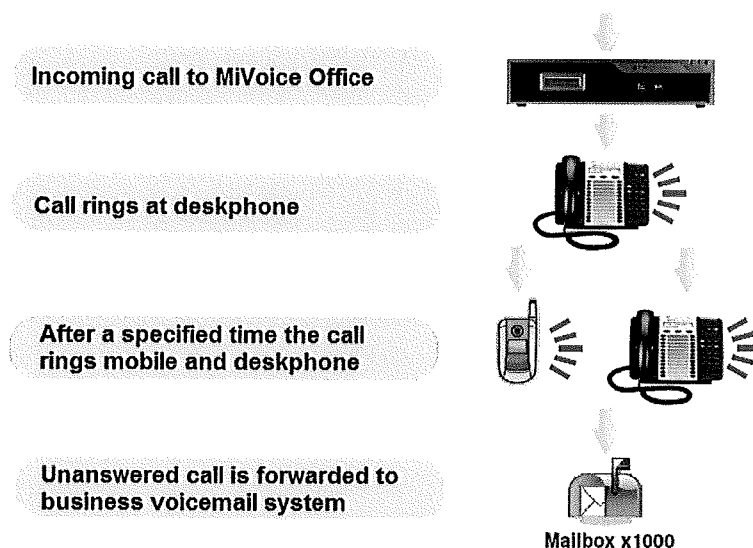 Incoming call to MiVoice Office
Call rings at deskphone
After a specified time the call
rings mobile and deskphone
Unanswered call is forwarded to
business voicemail system
Mailbox x1000